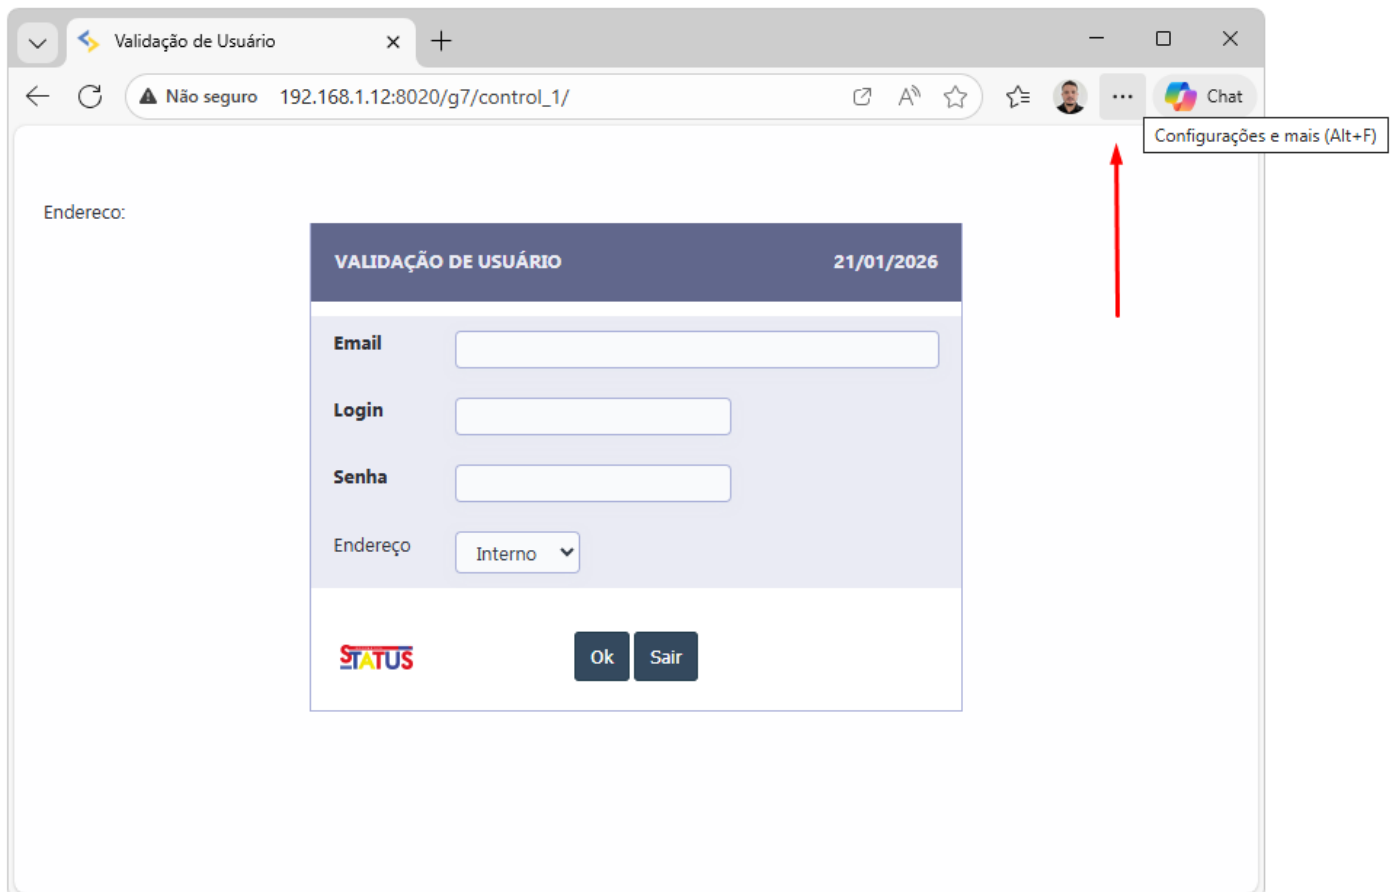 Validação de Usuário
Não seguro 192.168.1.12:8020/g7/control_1/
Chat
Configurações e mais (Alt+F)
Endereco:
VALIDAÇÃO DE USUÁRIO 21/01/2026
Email
Login
Senha
Endereço Interno
STATUS
Ok Sair